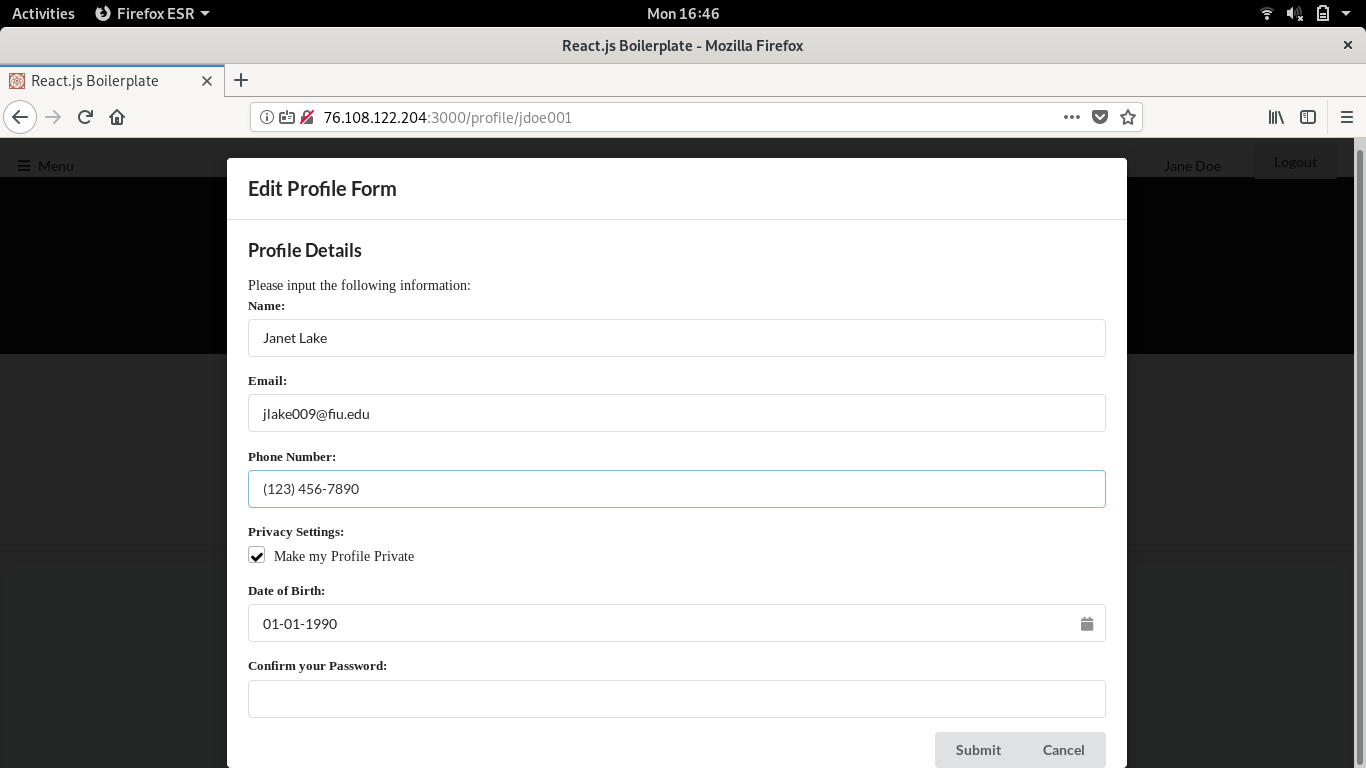 Activities Firefox ESR Mon 16:46
React.js Boilerplate - Mozilla Firefox
React.js Boilerplate
76.108.122.204:3000/profile/jdoe001
Menu Jane Doe Logout
Edit Profile Form
Profile Details
Please input the following information:
Name:
Janet Lake
Email:
jlake009@fiu.edu
Phone Number:
(123) 456-7890
Privacy Settings:
Make my Profile Private
Date of Birth:
01-01-1990
Confirm your Password:
Submit Cancel